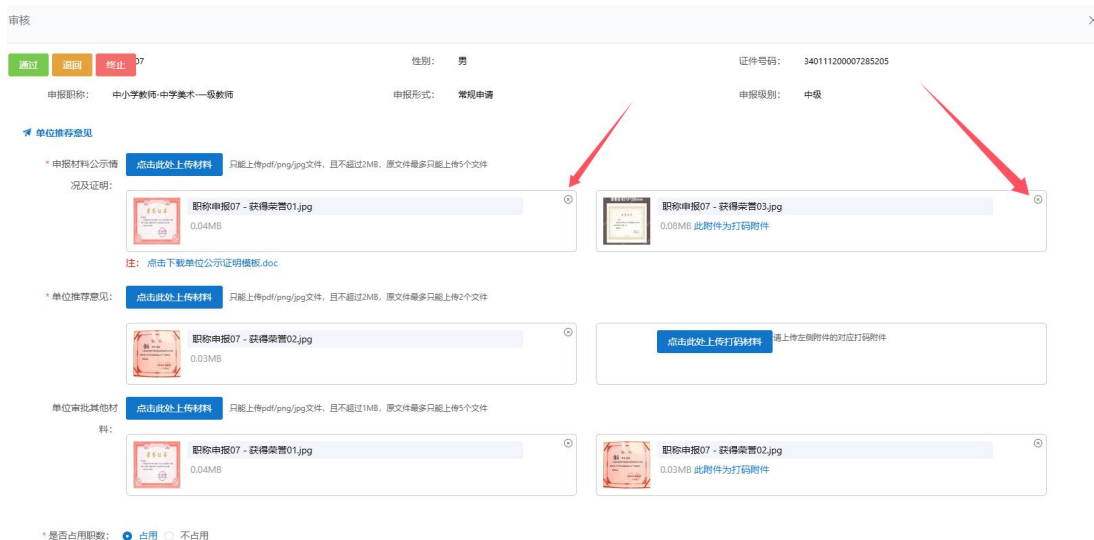 审核
通过 退回 终止 07 性别: 男 证件号码: 340111200007285205
申报职称: 中小学教师-中学美术-一级教师 申报形式: 常规申请 申报级别: 中级
单位推荐意见
* 申报材料公示情况及证明: 点击此处上传材料 只能上传pdf/png/jpg文件，且不超过2MB，原文件最多只能上传5个文件
职称申报07 - 获得荣誉01.jpg
0.04MB
职称申报07 - 获得荣誉03.jpg
0.08MB 此附件为打码附件
注: 点击下载单位公示证明模板.doc
* 单位推荐意见: 点击此处上传材料 只能上传pdf/png/jpg文件，且不超过2MB，原文件最多只能上传2个文件
职称申报07 - 获得荣誉02.jpg
0.03MB
点击此处上传打码材料 请上传左侧附件的对应打码附件
单位审批其他材料: 点击此处上传材料 只能上传pdf/png/jpg文件，且不超过1MB，原文件最多只能上传5个文件
职称申报07 - 获得荣誉01.jpg
0.04MB
职称申报07 - 获得荣誉02.jpg
0.03MB 此附件为打码附件
* 是否占用职数: 占用 不占用